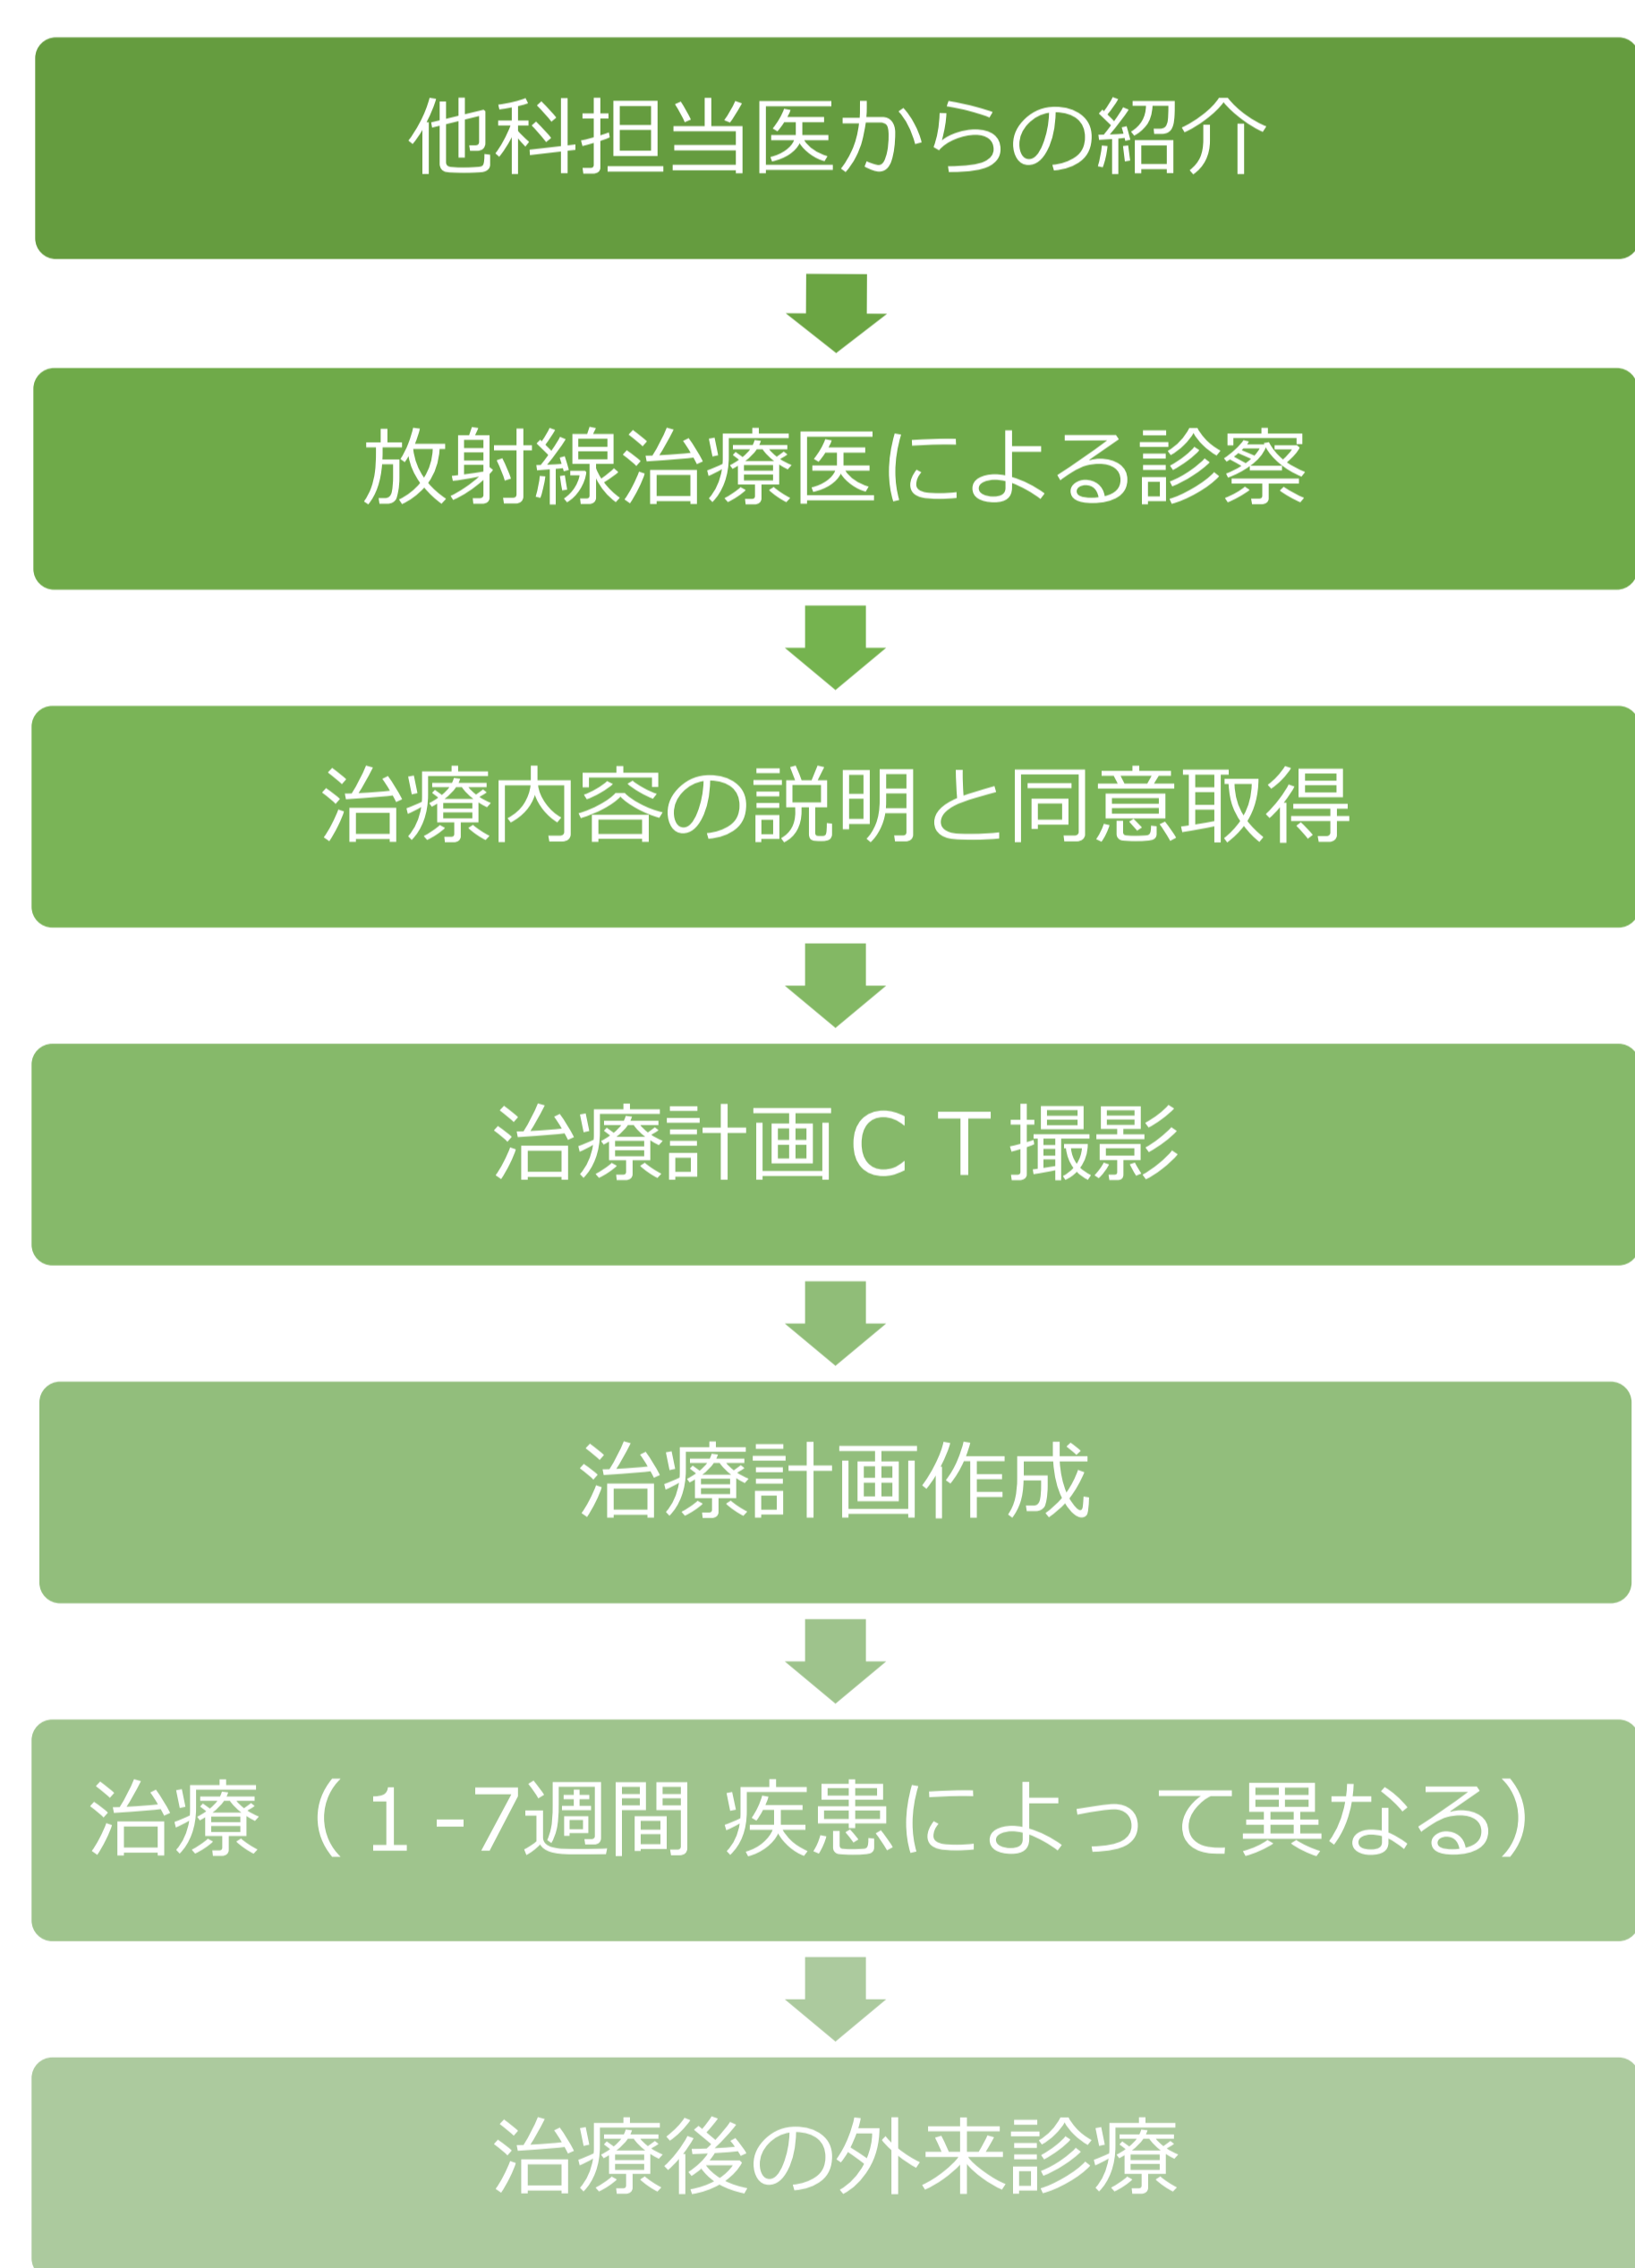 他科担当医からの紹介
放射線治療医による診察
治療内容の説明と同意取得
治療計画ＣＴ撮影
治療計画作成
治療（１-7週間 疾患によって異なる）
治療後の外来診療